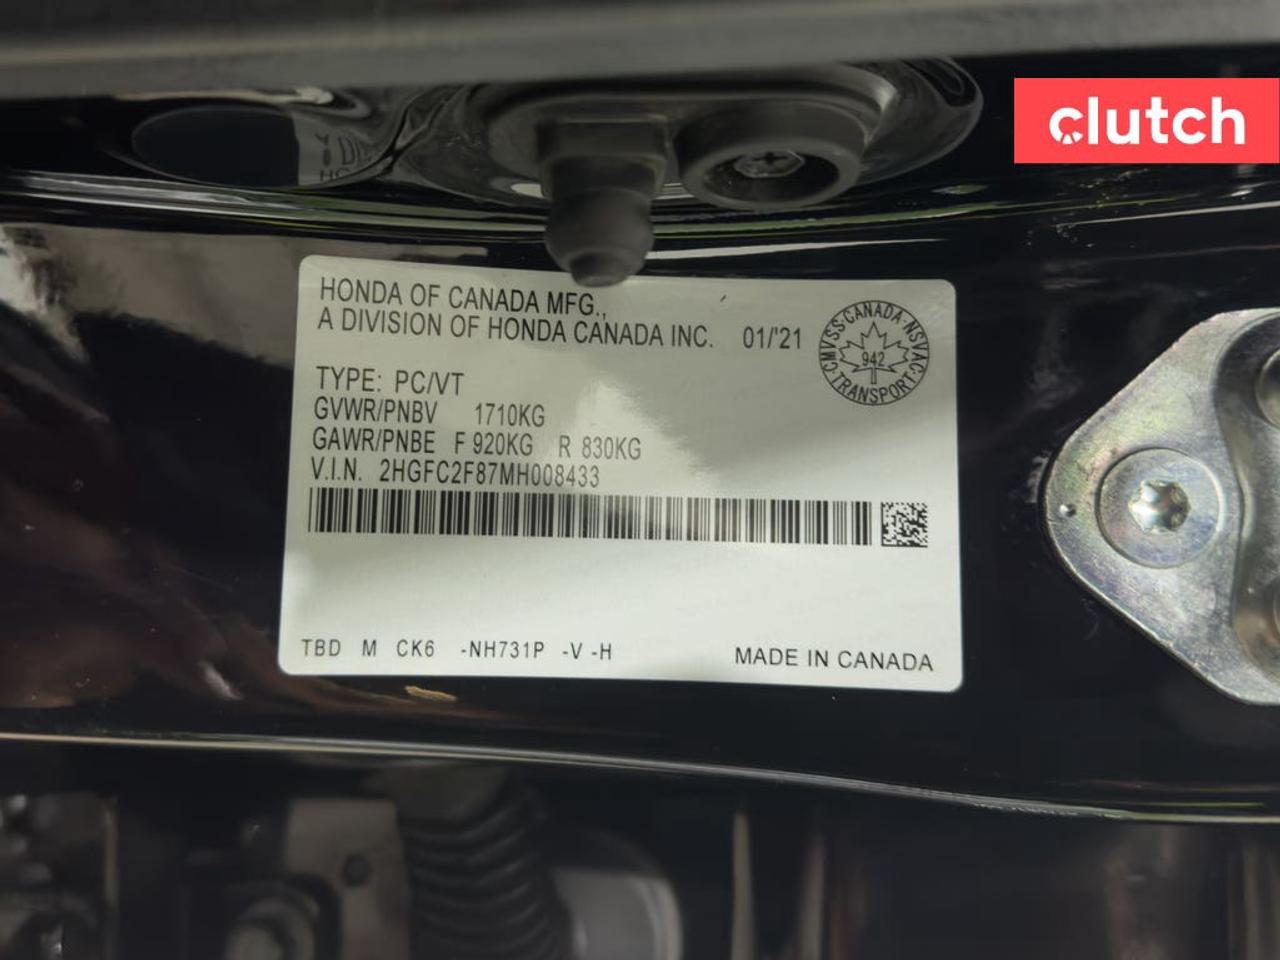 clutch
HONDA OF CANADA MFG.,
A DIVISION OF HONDA CANADA INC. 01/'21
CMVSS·CANADA·NSVAC·TRANSPORT·
942
TYPE: PC/VT
GVWR/PNBV 1710KG
GAWR/PNBE F 920KG R 830KG
V.I.N. 2HGFC2F87MH008433
TBD M CK6 -NH731P -V -H
MADE IN CANADA